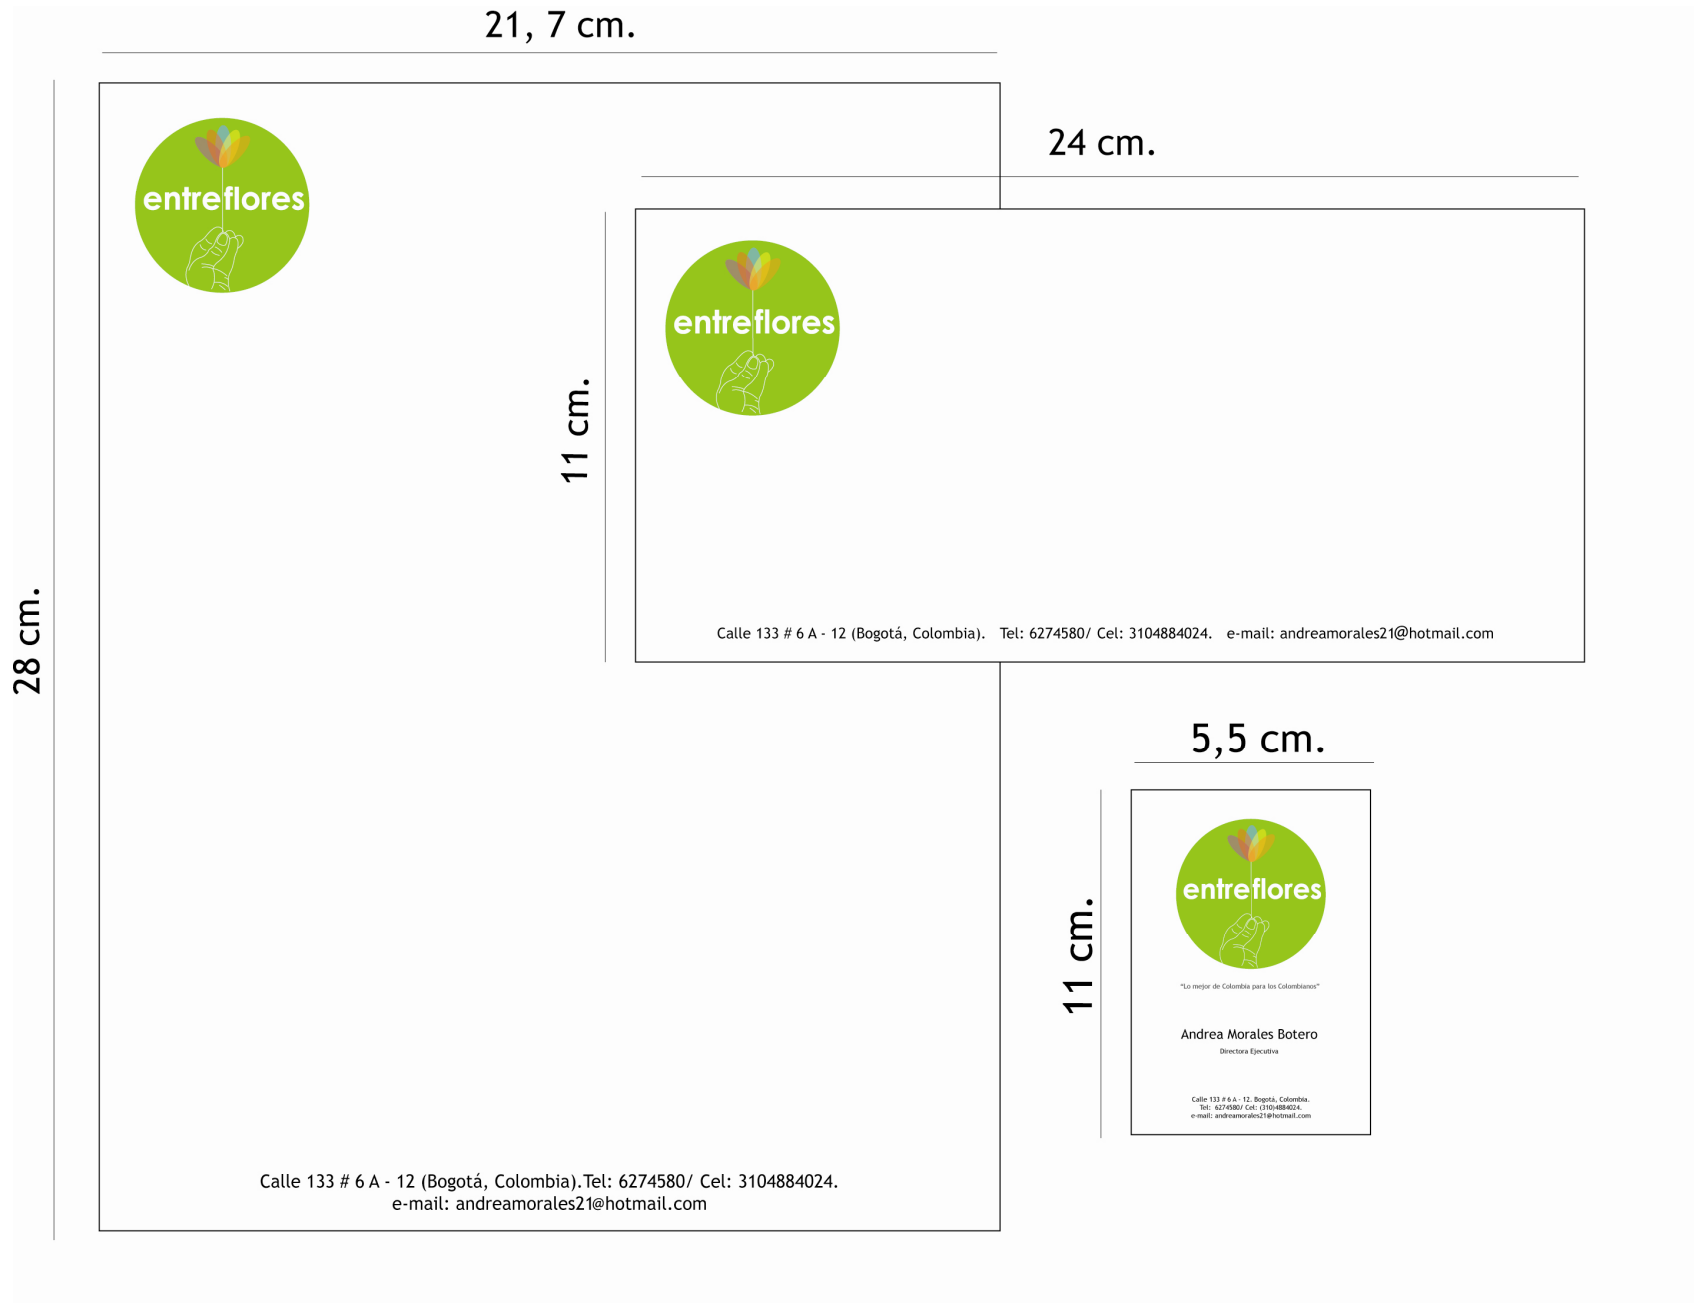 21, 7 cm.
28 cm.
entreflores
Calle 133 # 6 A - 12 (Bogotá, Colombia).Tel: 6274580/ Cel: 3104884024.
e-mail: andreamorales21@hotmail.com
24 cm.
11 cm.
entreflores
Calle 133 # 6 A - 12 (Bogotá, Colombia). Tel: 6274580/ Cel: 3104884024. e-mail: andreamorales21@hotmail.com
5,5 cm.
11 cm.
entreflores
"Lo mejor de Colombia para los Colombianos"
Andrea Morales Botero
Directora Ejecutiva
Calle 133 # 6 A - 12. Bogotá, Colombia.
Tel: 6274580/ Cel: (310)4884024.
e-mail: andreamorales21@hotmail.com